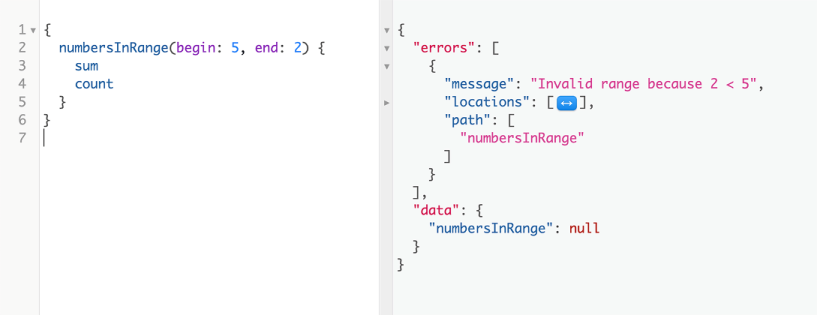 1 {
2 numbersInRange(begin: 5, end: 2) {
3 sum
4 count
5 }
6 }
7
{
"errors": [
{
"message": "Invalid range because 2 < 5",
"locations": [↔],
"path": [
"numbersInRange"
]
}
],
"data": {
"numbersInRange": null
}
}